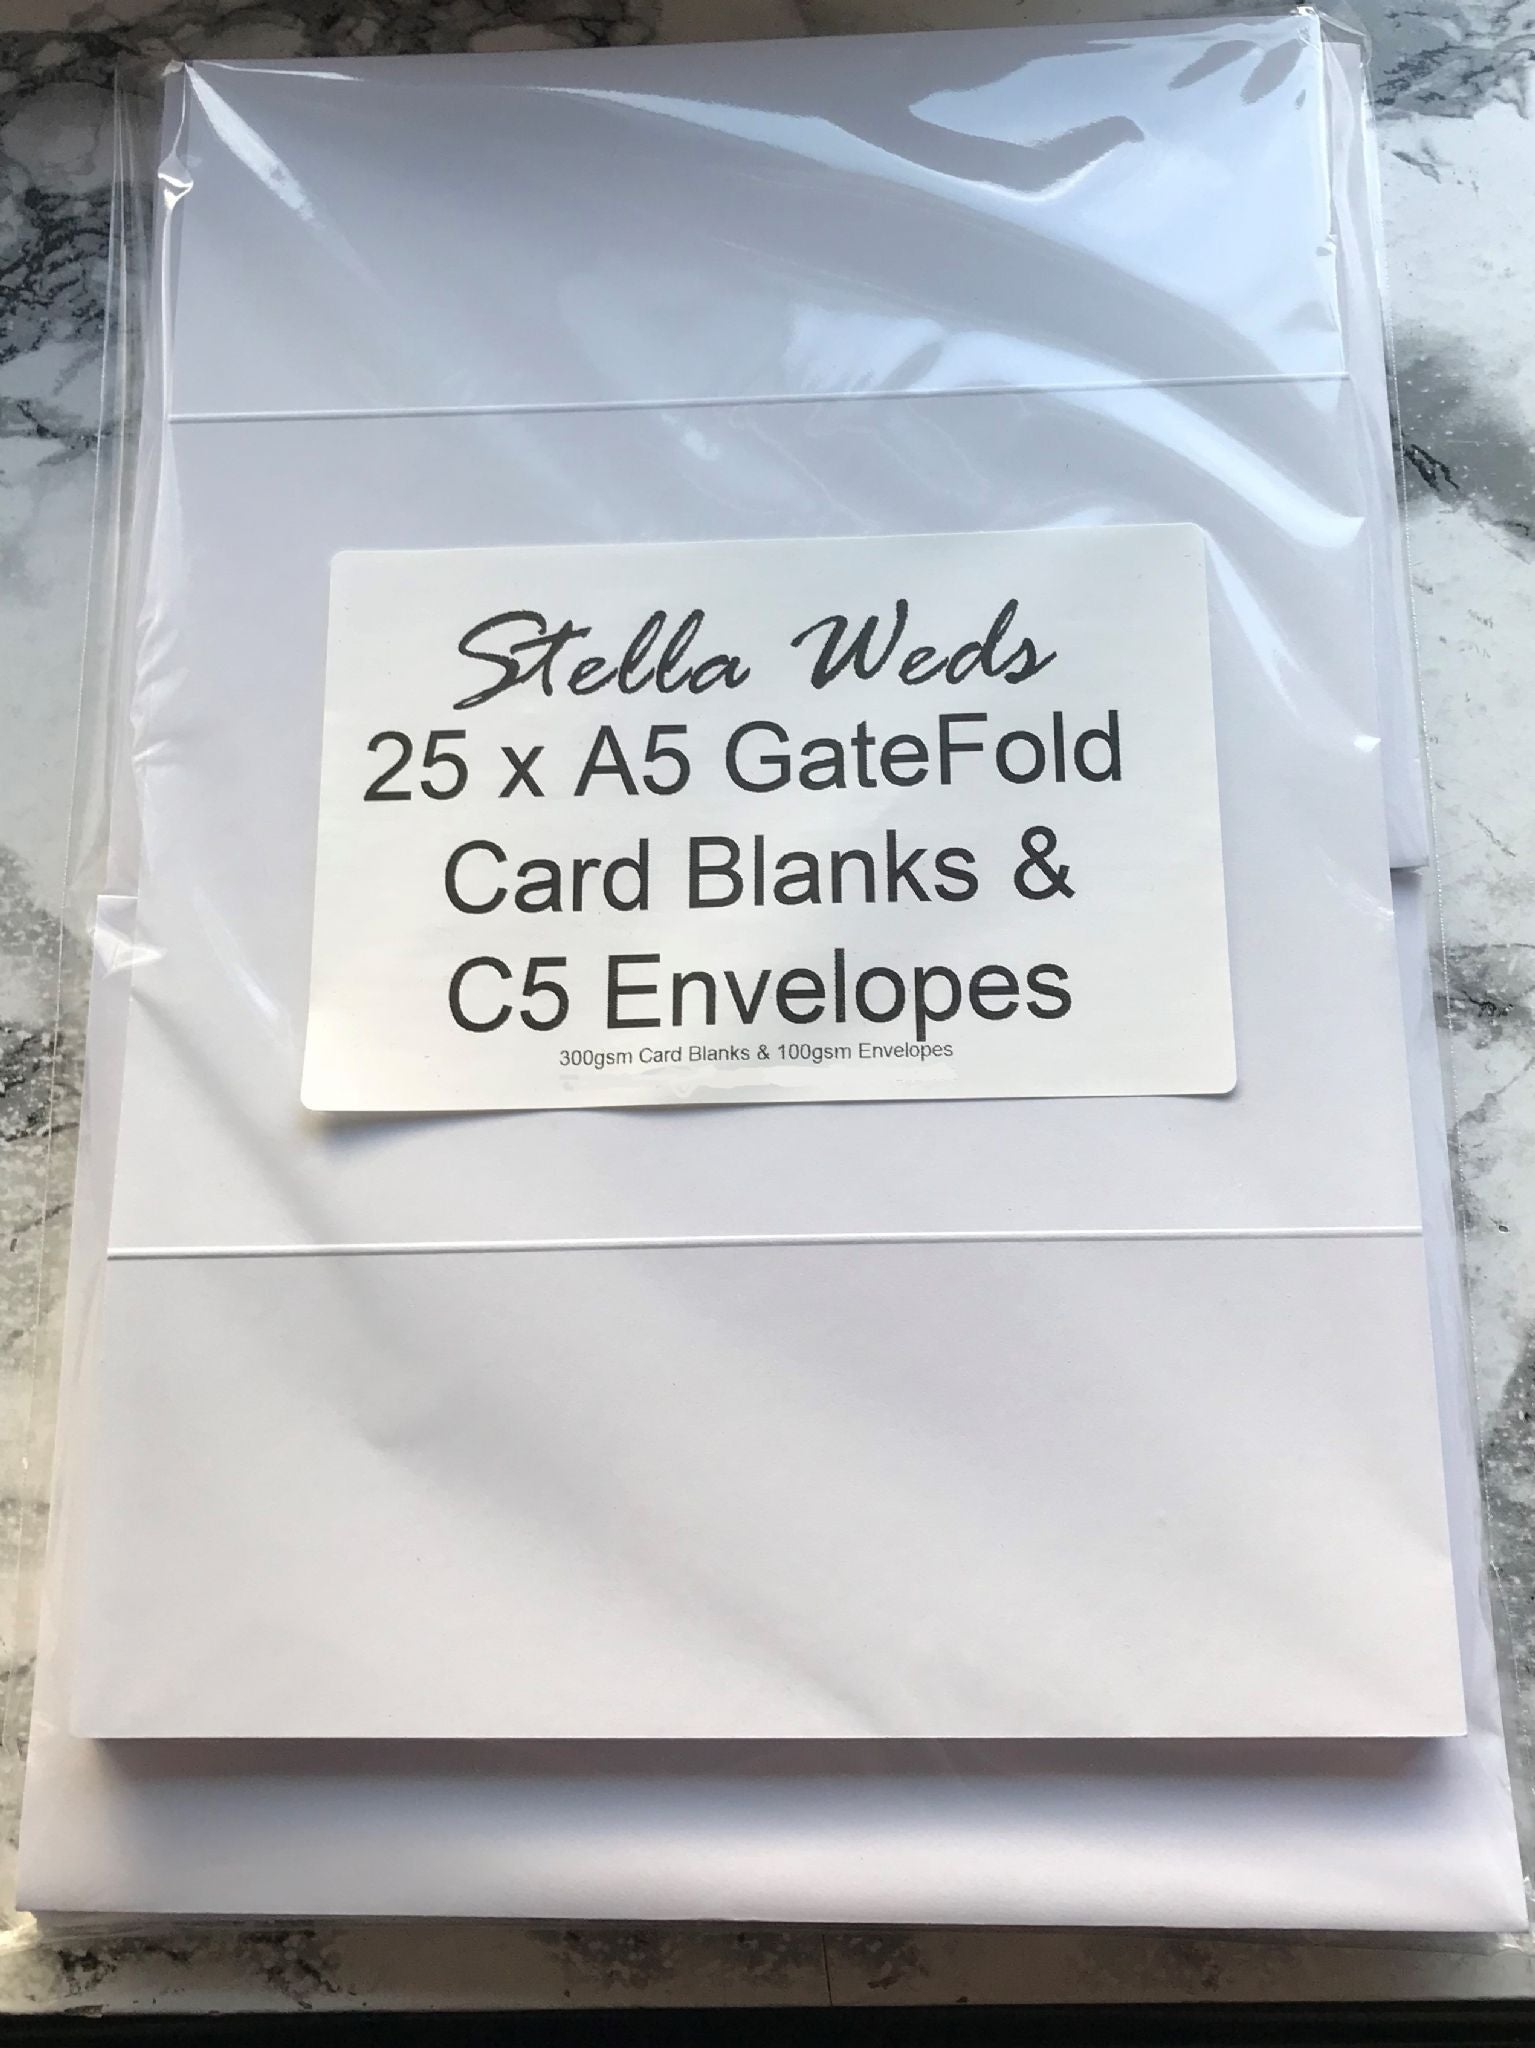 Stella Weds
25 x A5 GateFold
Card Blanks &
C5 Envelopes
300gsm Card Blanks & 100gsm Envelopes